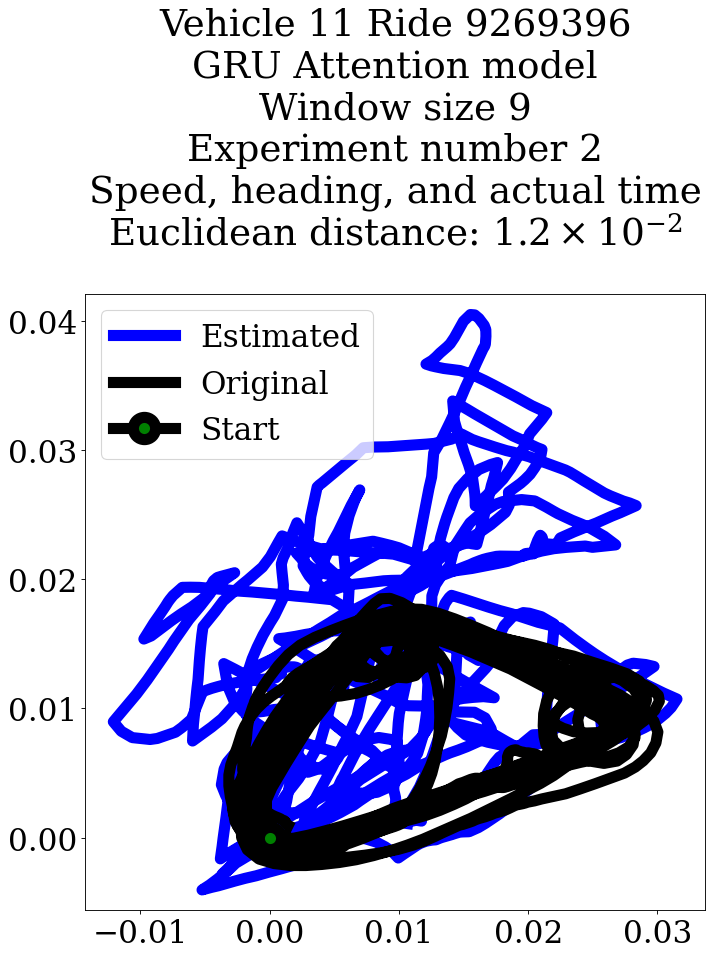 Vehicle 11 Ride 9269396
GRU Attention model
Window size 9
Experiment number 2
Speed, heading, and actual time
Euclidean distance: 1.2 × 10⁻²
Estimated
Original
Start
0.04
0.03
0.02
0.01
0.00
−0.01 0.00 0.01 0.02 0.03